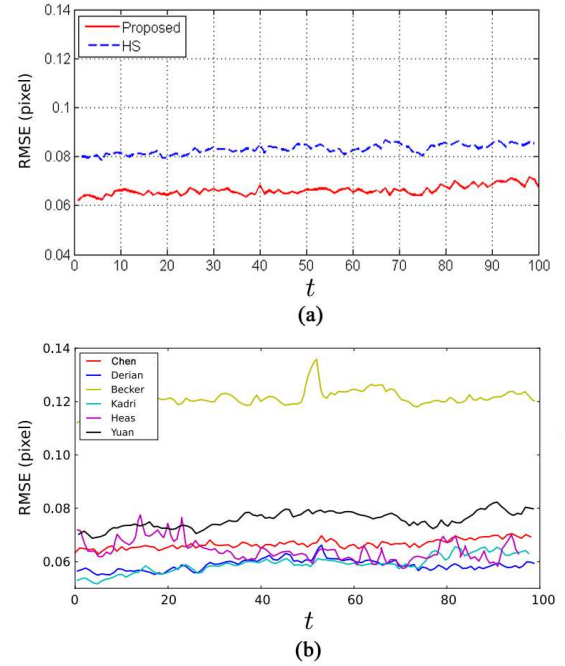 0.14
Proposed
HS
0.12
0.1
0.08
0.06
0.04
RMSE (pixel)
0 10 20 30 40 50 60 70 80 90 100
t
(a)
0.14
Chen
Derian
Becker
Kadri
Heas
Yuan
0.12
0.10
0.08
0.06
RMSE (pixel)
0 20 40 60 80 100
t
(b)